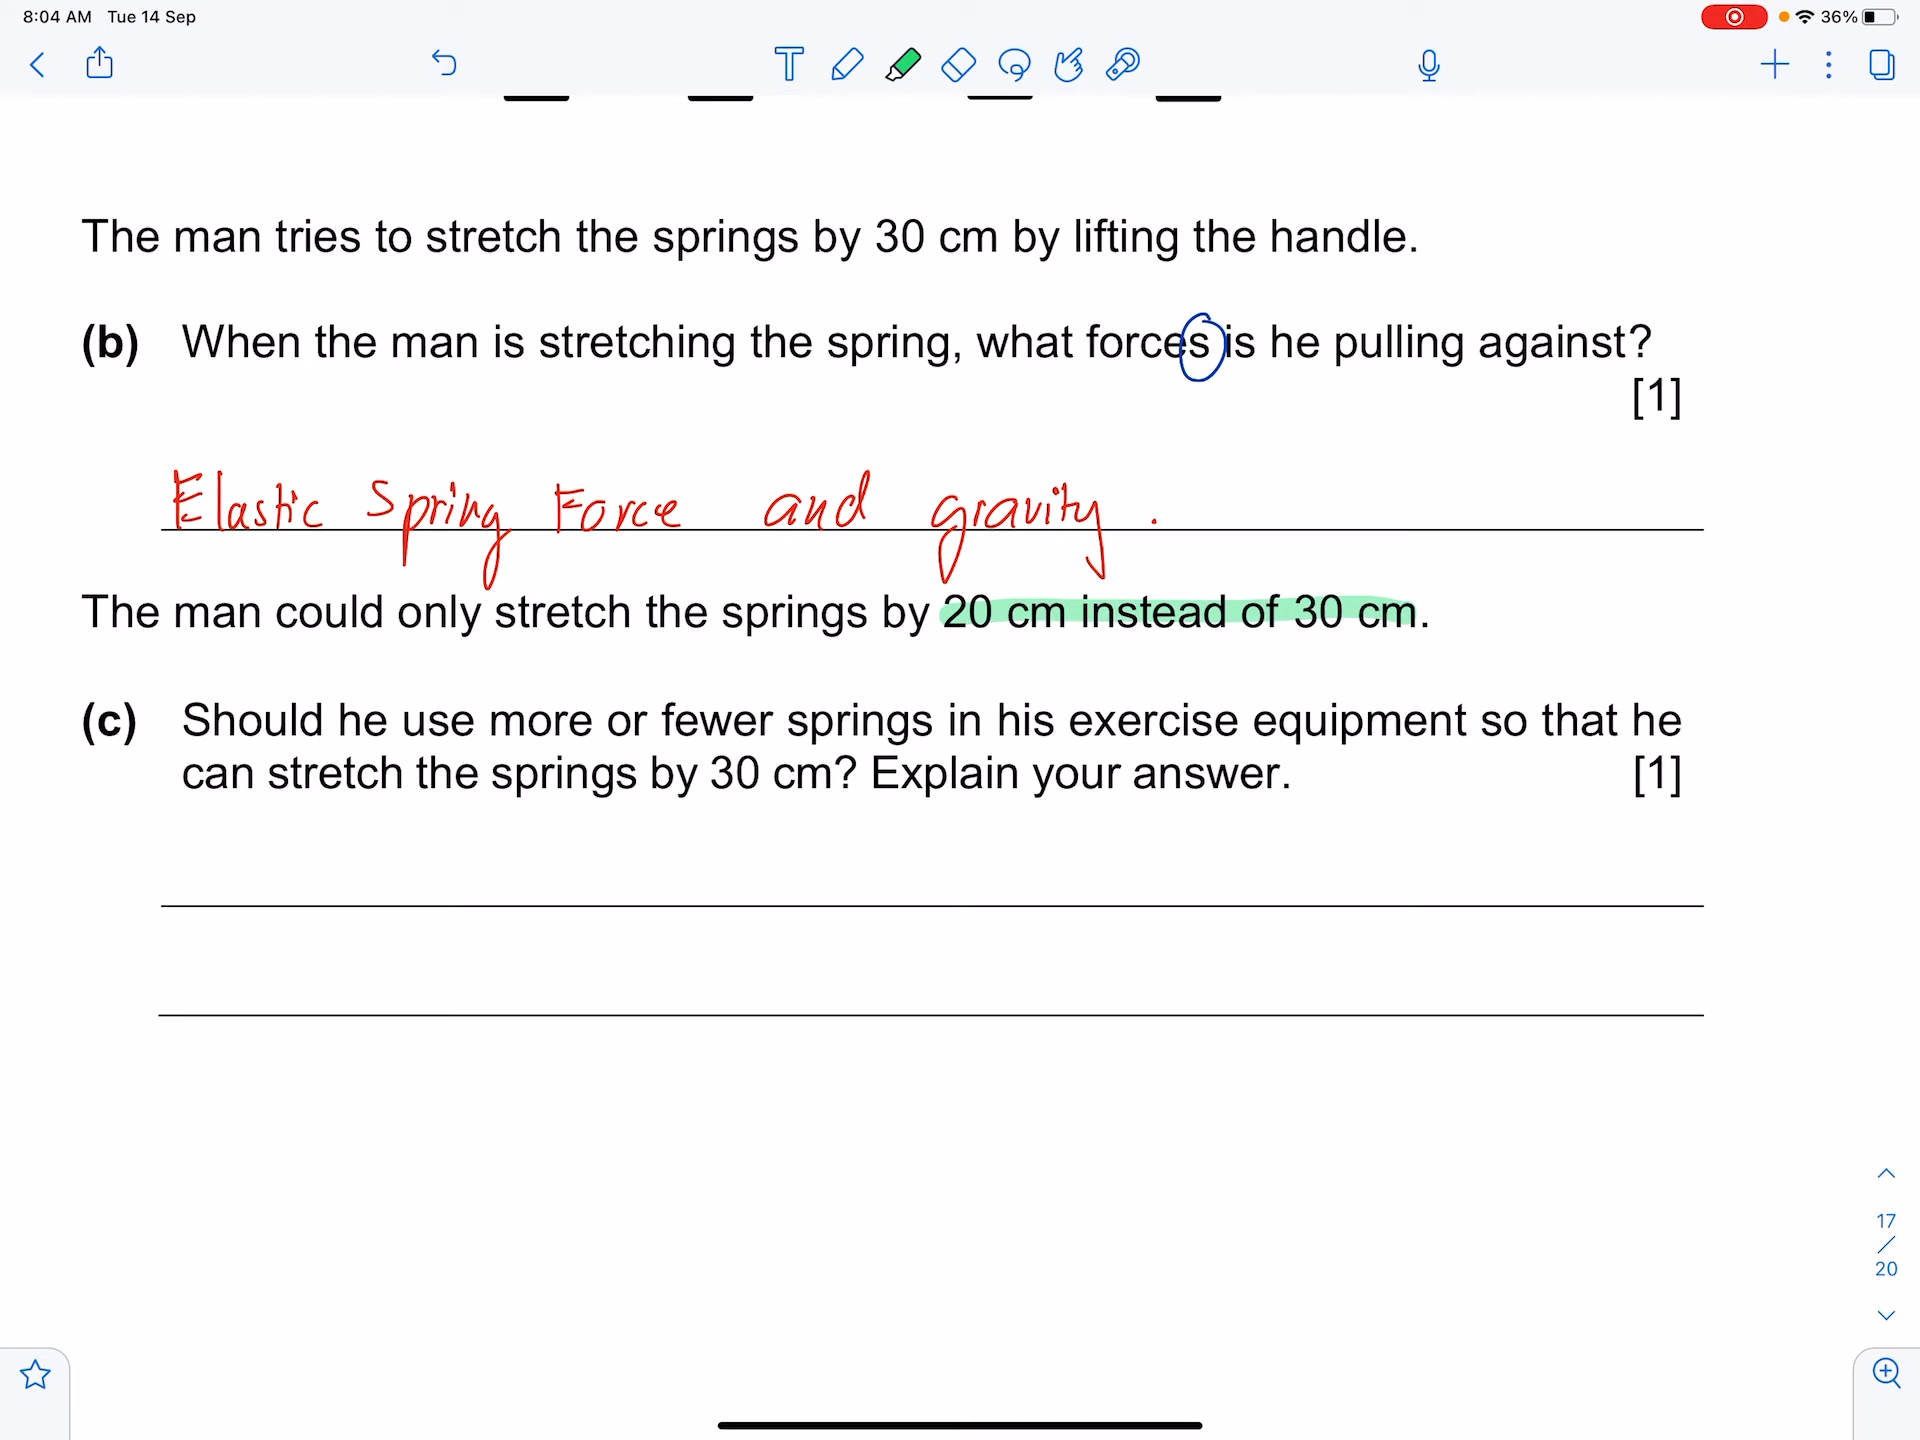 8:04 AM Tue 14 Sep
36%
The man tries to stretch the springs by 30 cm by lifting the handle.
(b) When the man is stretching the spring, what forces is he pulling against?
[1]
Elastic Spring Force and gravity.
The man could only stretch the springs by 20 cm instead of 30 cm.
(c) Should he use more or fewer springs in his exercise equipment so that he
can stretch the springs by 30 cm? Explain your answer. [1]
17
/
20